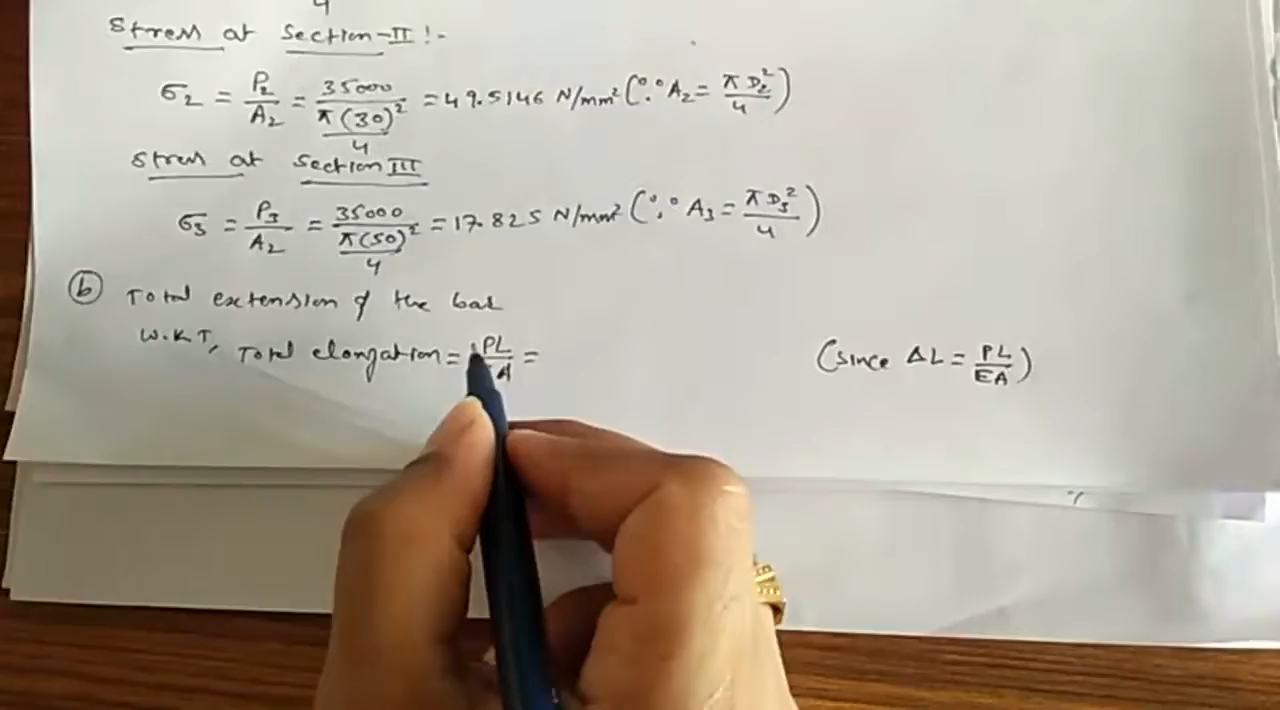 4
Stress at Section-II :-
σ2 = P2/A2 = 35000/(π(30)²/4) = 49.5146 N/mm² (∵ A2 = πD2²/4)
Stress at Section III
σ3 = P3/A2 = 35000/(π(50)²/4) = 17.825 N/mm² (∵ A3 = πD3²/4)
(b) Total extension of the bar
W.K.T, Total elongation = PL/ A = (since ΔL = PL/EA)